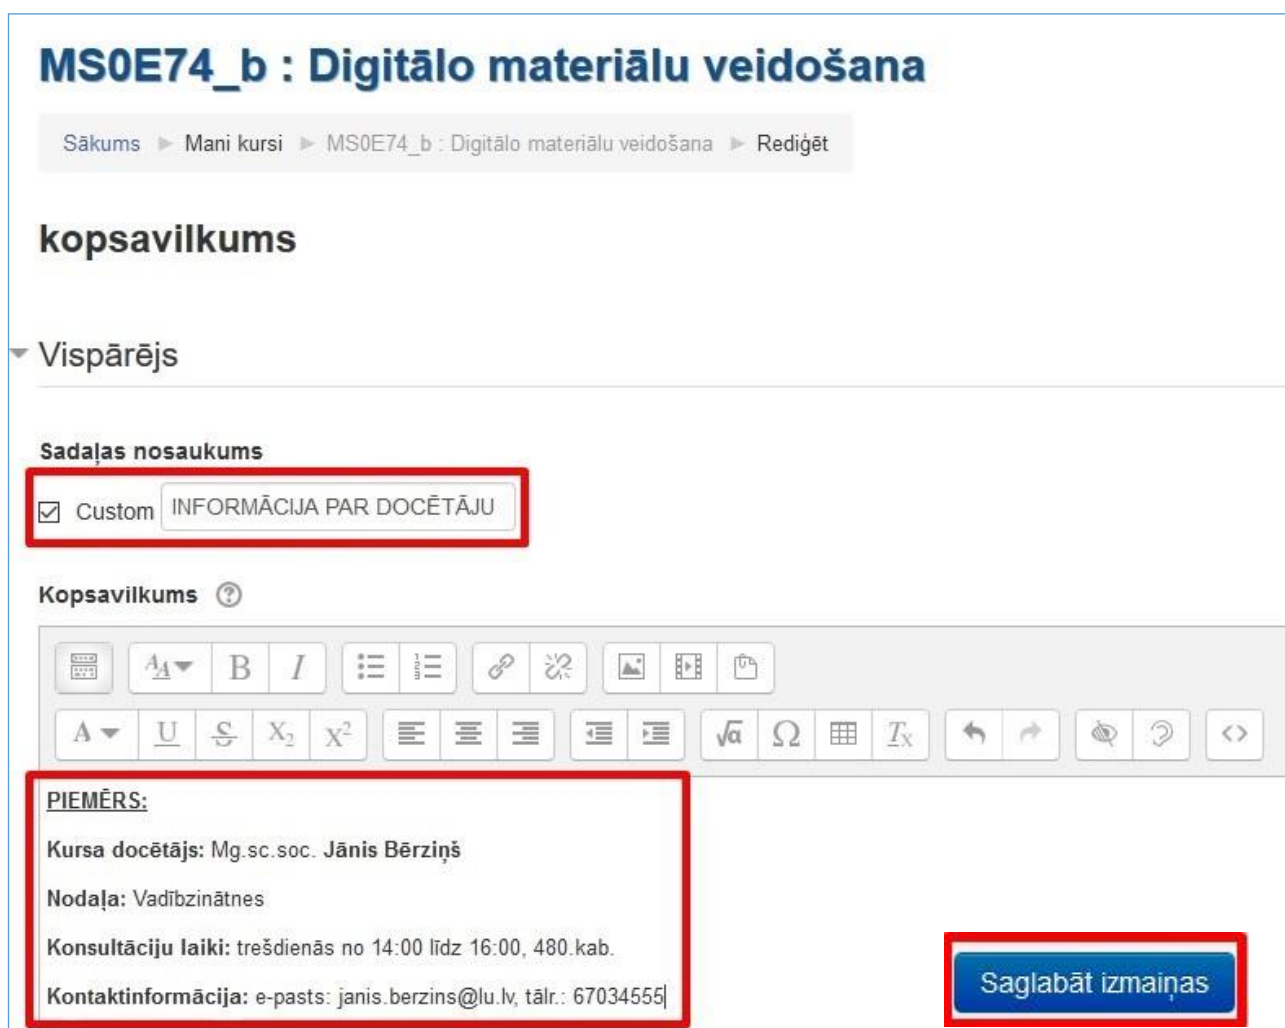 MS0E74_b : Digitālo materiālu veidošana
Sākums ► Mani kursi ► MS0E74_b : Digitālo materiālu veidošana ► Rediģēt
kopsavilkums
Vispārējs
Sadaļas nosaukums
Custom INFORMĀCIJA PAR DOCĒTĀJU
Kopsavilkums
PIEMĒRS:
Kursa docētājs: Mg.sc.soc. Jānis Bērziņš
Nodaļa: Vadībzinātnes
Konsultāciju laiki: trešdienās no 14:00 līdz 16:00, 480.kab.
Kontaktinformācija: e-pasts: janis.berzins@lu.lv, tālr.: 67034555
Saglabāt izmaiņas